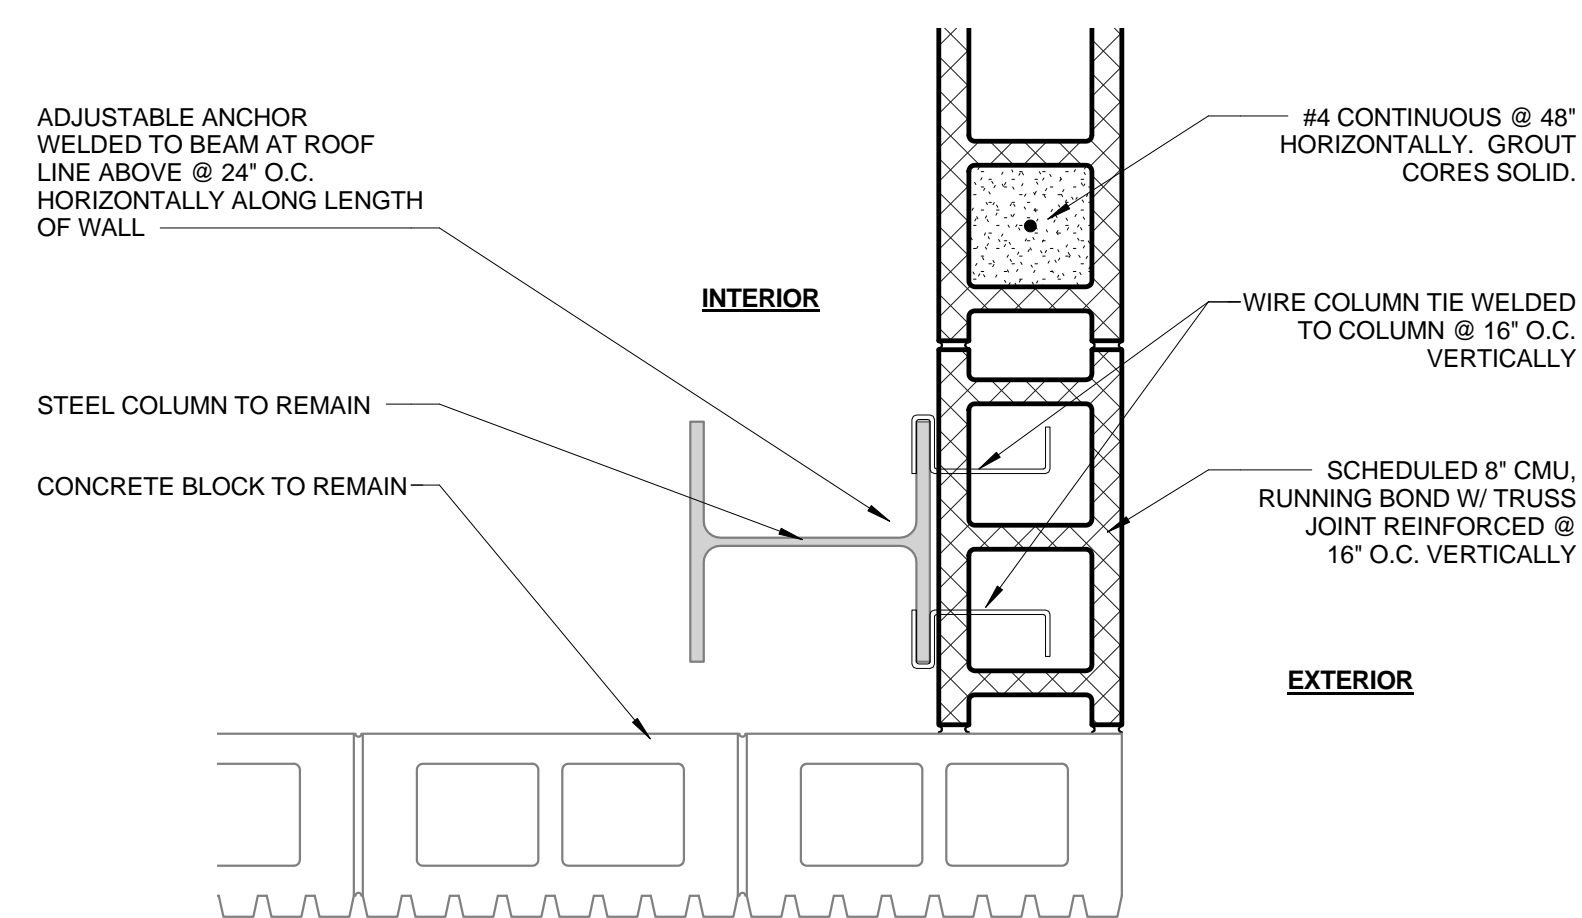 ADJUSTABLE ANCHOR
WELDED TO BEAM AT ROOF
LINE ABOVE @ 24" O.C.
HORIZONTALLY ALONG LENGTH
OF WALL
INTERIOR
STEEL COLUMN TO REMAIN
CONCRETE BLOCK TO REMAIN
#4 CONTINUOUS @ 48"
HORIZONTALLY. GROUT
CORES SOLID.
WIRE COLUMN TIE WELDED
TO COLUMN @ 16" O.C.
VERTICALLY
SCHEDULED 8" CMU,
RUNNING BOND W/ TRUSS
JOINT REINFORCED @
16" O.C. VERTICALLY
EXTERIOR